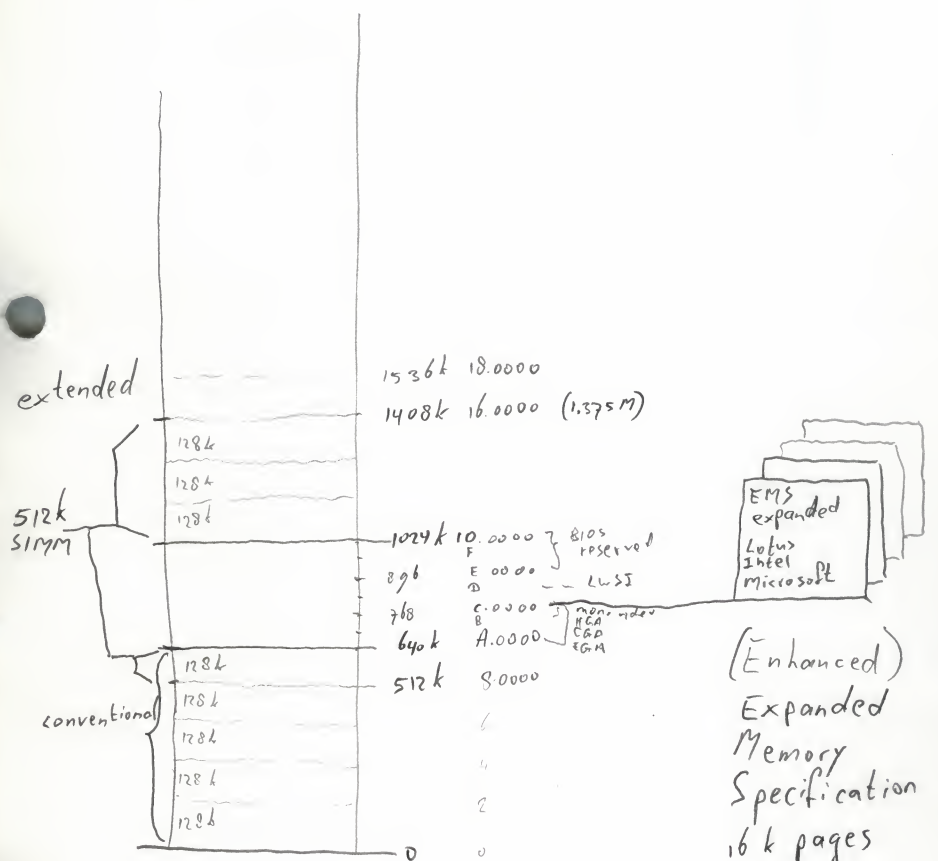 extended
1536k 18.0000
1408k 16.0000 (1.375M)
128k
128k
128k
512k
SIMM
1024k 10.0000 BIOS
F reserved
896 E 0000
D
768 C.0000
B HGA
CGA
640k A.0000 EGA
EMS
expanded
Lotus
Intel
Microsoft
128k
512k 8.0000
conventional
128k
128k
128k
128k
6
4
2
0 0
(Enhanced)
Expanded
Memory
Specification
16 k pages